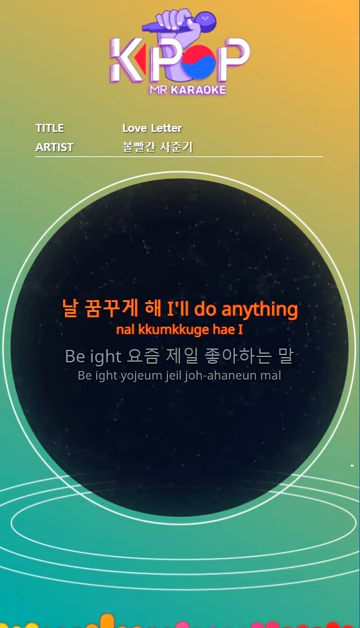 KPOP
MR KARAOKE
TITLE Love Letter
ARTIST 볼빨간 사춘기
날 꿈꾸게 해 I'll do anything
nal kkumkkuge hae I
Be ight 요즘 제일 좋아하는 말
Be ight yojeum jeil joh-ahaneun mal